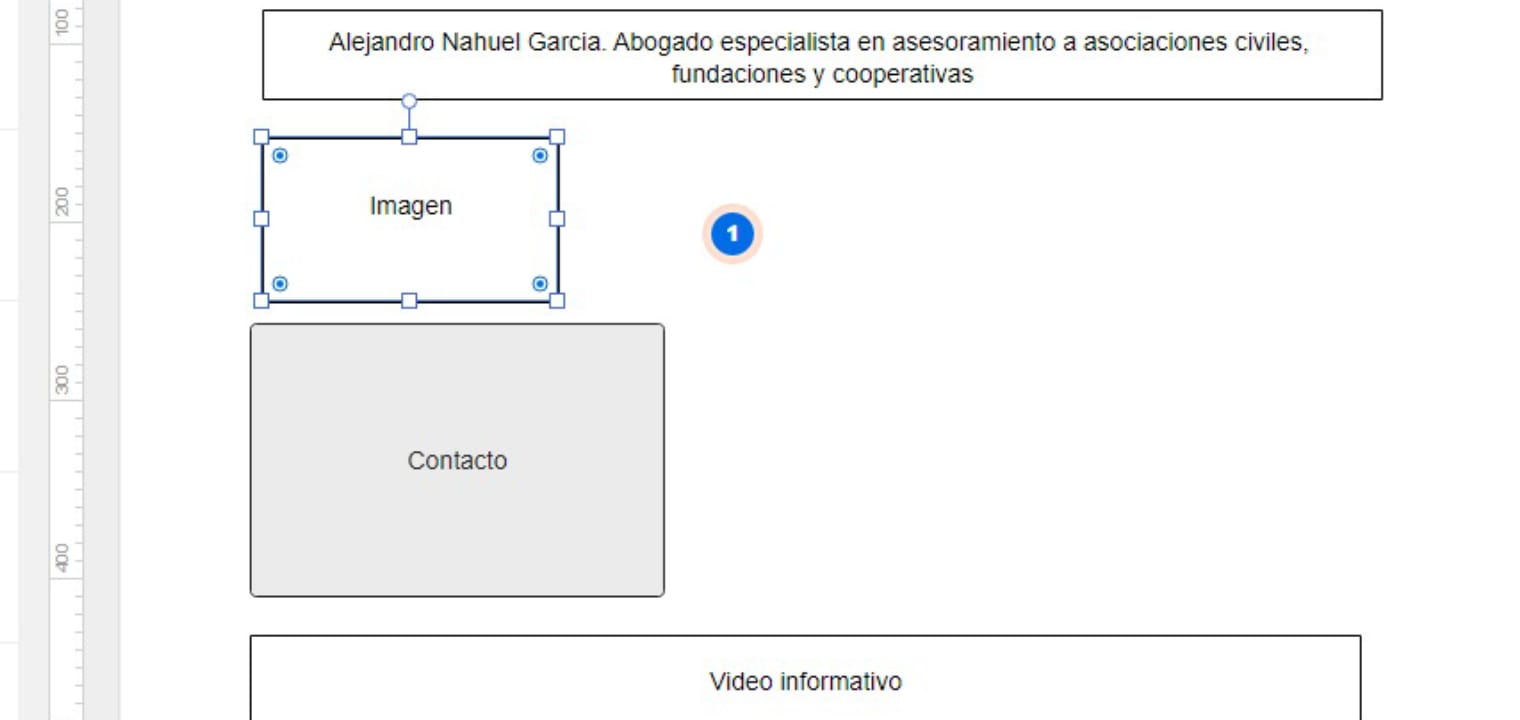 100
Alejandro Nahuel Garcia. Abogado especialista en asesoramiento a asociaciones civiles,
fundaciones y cooperativas
200
Imagen
1
300
Contacto
400
Video informativo